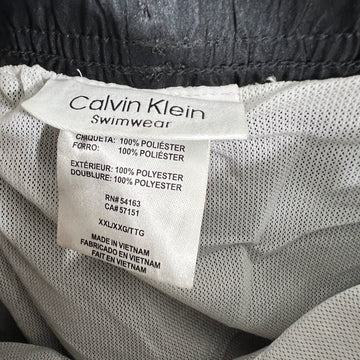 Calvin Klein
Swimwear
CHAQUETA: 100% POLIÉSTER
FORRO: 100% POLIÉSTER
EXTÉRIEUR: 100% POLYESTER
DOUBLURE: 100% POLYESTER
RN# 54163
CA# 57151
XXL/XXG/TTG
MADE IN VIETNAM
FABRICADO EN VIETNAM
FAIT EN VIETNAM